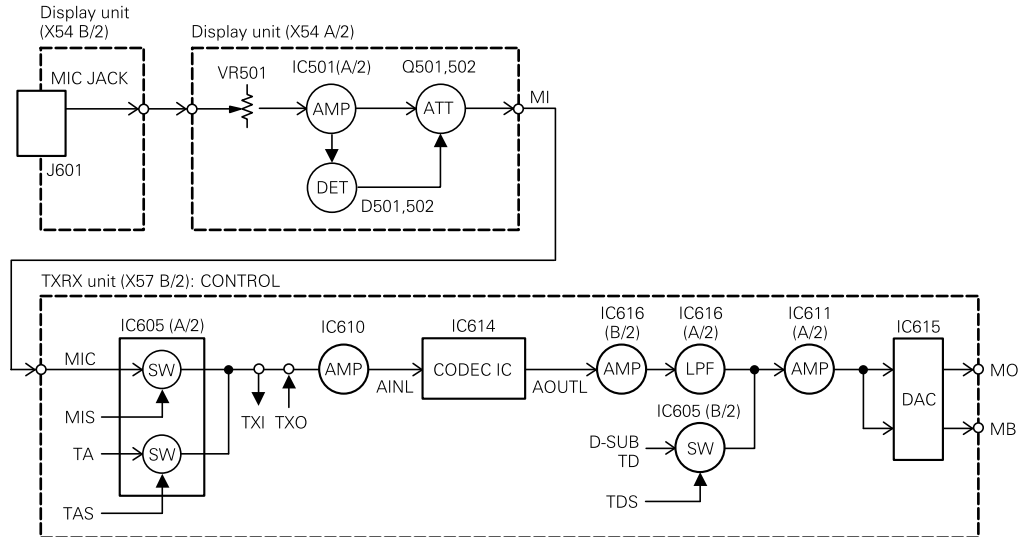 Display unit
(X54 B/2)
Display unit (X54 A/2)
MIC JACK
J601
VR501
IC501(A/2)
Q501,502
AMP
ATT
MI
DET
D501,502
TXRX unit (X57 B/2): CONTROL
IC605 (A/2)
IC610
IC614
IC616
(B/2)
IC616
(A/2)
IC611
(A/2)
IC615
MIC
SW
AMP
AINL
CODEC IC
AOUTL
AMP
LPF
AMP
DAC
MO
MB
MIS
TXI
TXO
IC605 (B/2)
TA
SW
D-SUB
TD
SW
TAS
TDS